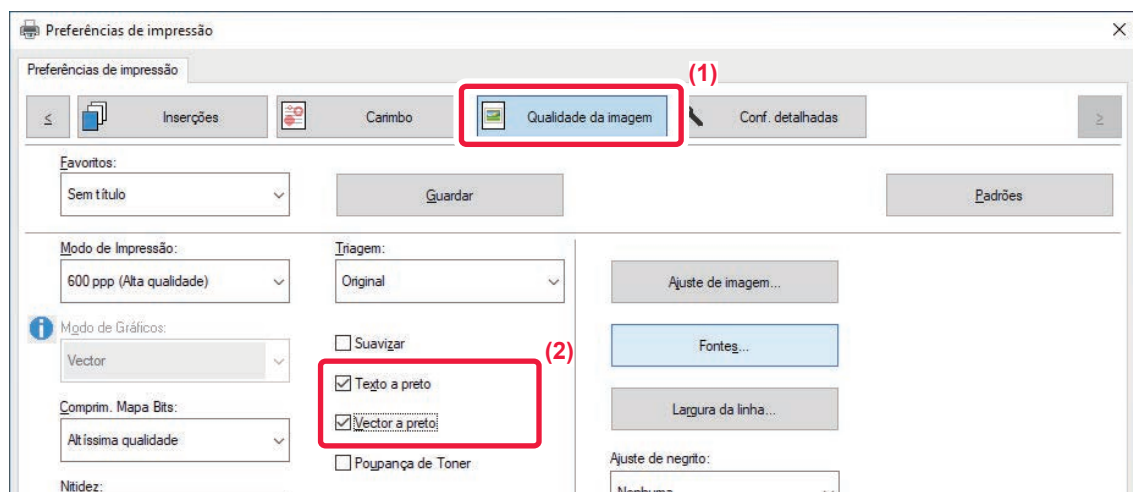 Preferências de impressão
Preferências de impressão
(1)
< Inserções Carimbo Qualidade da imagem Conf. detalhadas >
Favoritos:
Sem título Guardar Padrões
Modo de Impressão: Triagem:
600 ppp (Alta qualidade) Original Ajuste de imagem...
Modo de Gráficos:
Vector Suavizar (2) Fontes...
Texto a preto
Comprim. Mapa Bits: Vector a preto Largura da linha...
Altíssima qualidade
Poupança de Toner Ajuste de negrito:
Nitidez:
Nenhuma